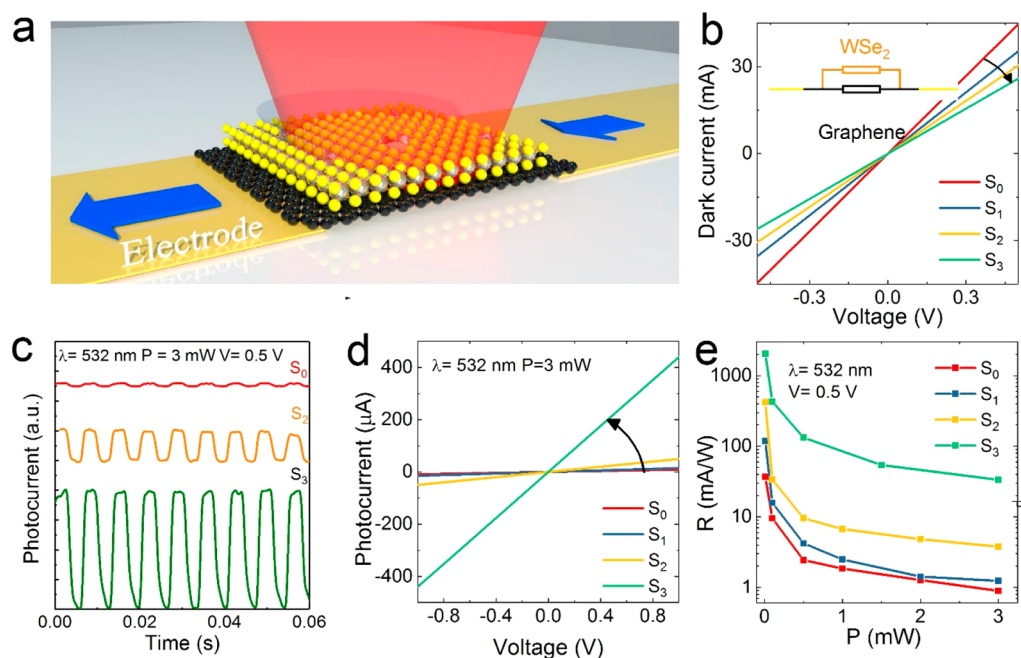 a
Electrode
b
WSe2
Graphene
Dark current (mA)
30
0
-30
-0.3
0.0
0.3
Voltage (V)
S0
S1
S2
S3
c
λ= 532 nm P = 3 mW V= 0.5 V
S0
S2
S3
Photocurrent (a.u.)
0.00
0.02
0.04
0.06
Time (s)
d
λ= 532 nm P=3 mW
Photocurrent (μA)
400
200
0
-200
-400
-0.8
-0.4
0.0
0.4
0.8
Voltage (V)
S0
S1
S2
S3
e
λ= 532 nm
V= 0.5 V
R (mA/W)
1000
100
10
1
0
1
2
3
P (mW)
S0
S1
S2
S3